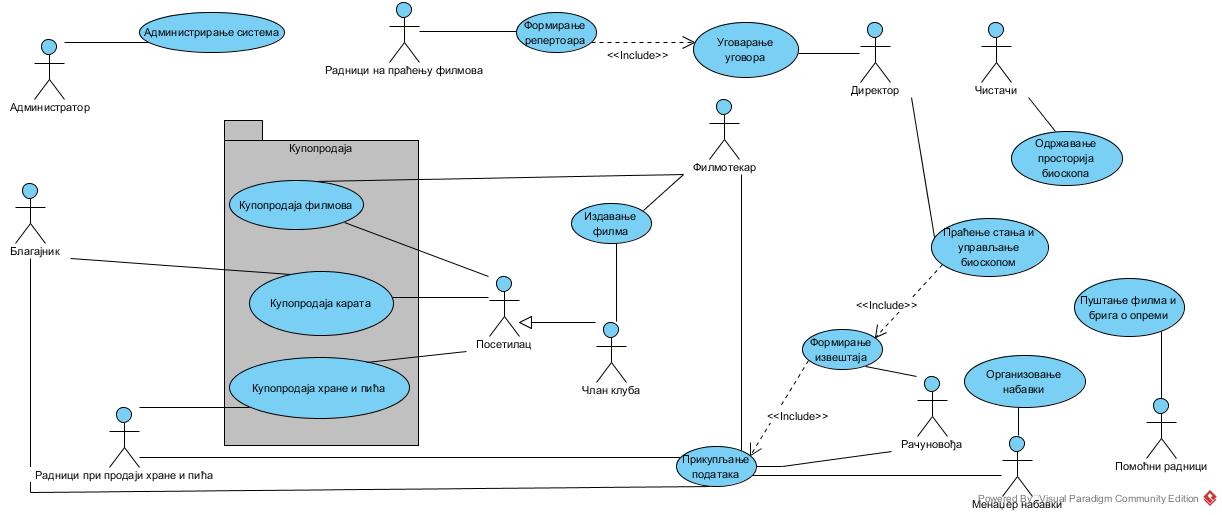 Администрирање система
Формирање
репертоара
<<Include>>
Уговарање
уговора
Администратор
Радници на праћењу филмова
Директор
Чистачи
Купопродаја
Филмотекар
Одржавање
просторија
биоскопа
Купопродаја филмова
Издавање
филма
Благајник
Праћење стања и
управљање
биоскопом
Купопродаја карата
Посетилац
<<Include>>
Пуштање филма и
брига о опреми
Формирање
извештаја
Купопродаја хране и пића
Члан клуба
Организовање
набавки
<<Include>>
Рачуновођа
Радници при продаји хране и пића
Прикупљање
података
Помоћни радници
Менаџер набавки
Powered By Visual Paradigm Community Edition